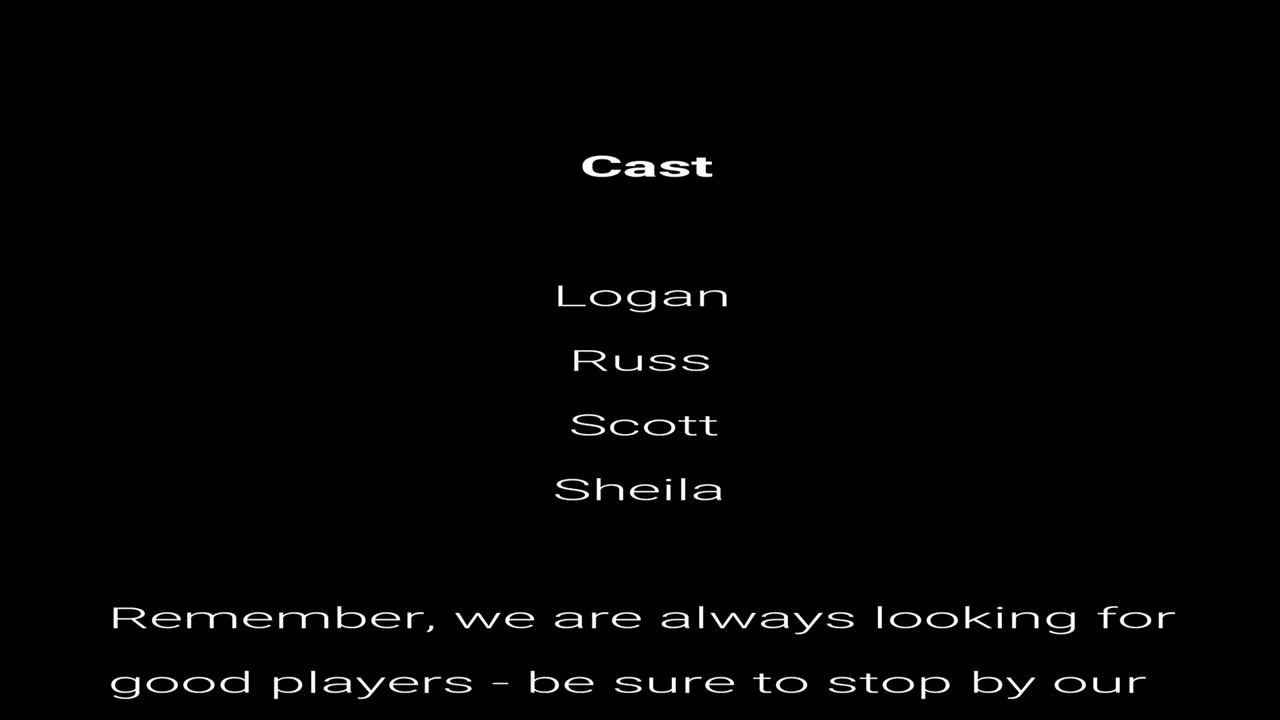 Cast
Logan
Russ
Scott
Sheila
Remember, we are always looking for
good players - be sure to stop by our